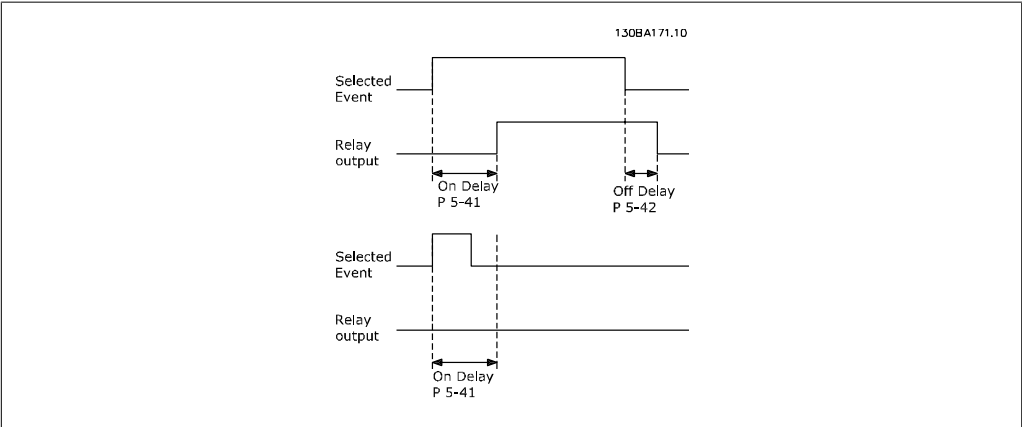 130BA171.10
Selected
Event
Relay
output
On Delay
P 5-41
Off Delay
P 5-42
Selected
Event
Relay
output
On Delay
P 5-41